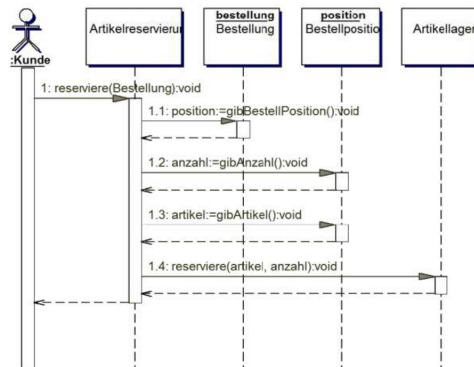 Artikelreservierur
bestellung
Bestellung
position
Bestellpositio
Artikellager
:Kunde
1: reserviere(Bestellung):void
1.1: position:=gibBestellPosition():void
1.2: anzahl:=gibAnzahl():void
1.3: artikel:=gibArtikel():void
1.4: reserviere(artikel, anzahl):void